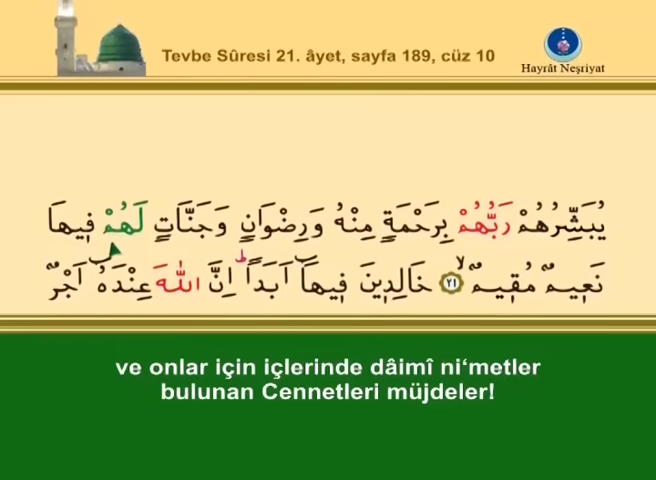 Tevbe Sûresi 21. âyet, sayfa 189, cüz 10
Hayrât Neşriyat
يُبَشِّرُهُمْ رَبُّهُمْ بِرَحْمَةٍ مِنْهُ وَرِضْوَانٍ وَجَنَّاتٍ لَهُمْ ف۪يهَا
نَع۪يمٌ مُق۪يمٌۙ ﴿٢١﴾ خَالِد۪ينَ ف۪يهَٓا اَبَدًاۜ اِنَّ اللّٰهَ عِنْدَهُٓ اَجْرٌ
ve onlar için içlerinde dâimî ni‘metler
bulunan Cennetleri müjdeler!